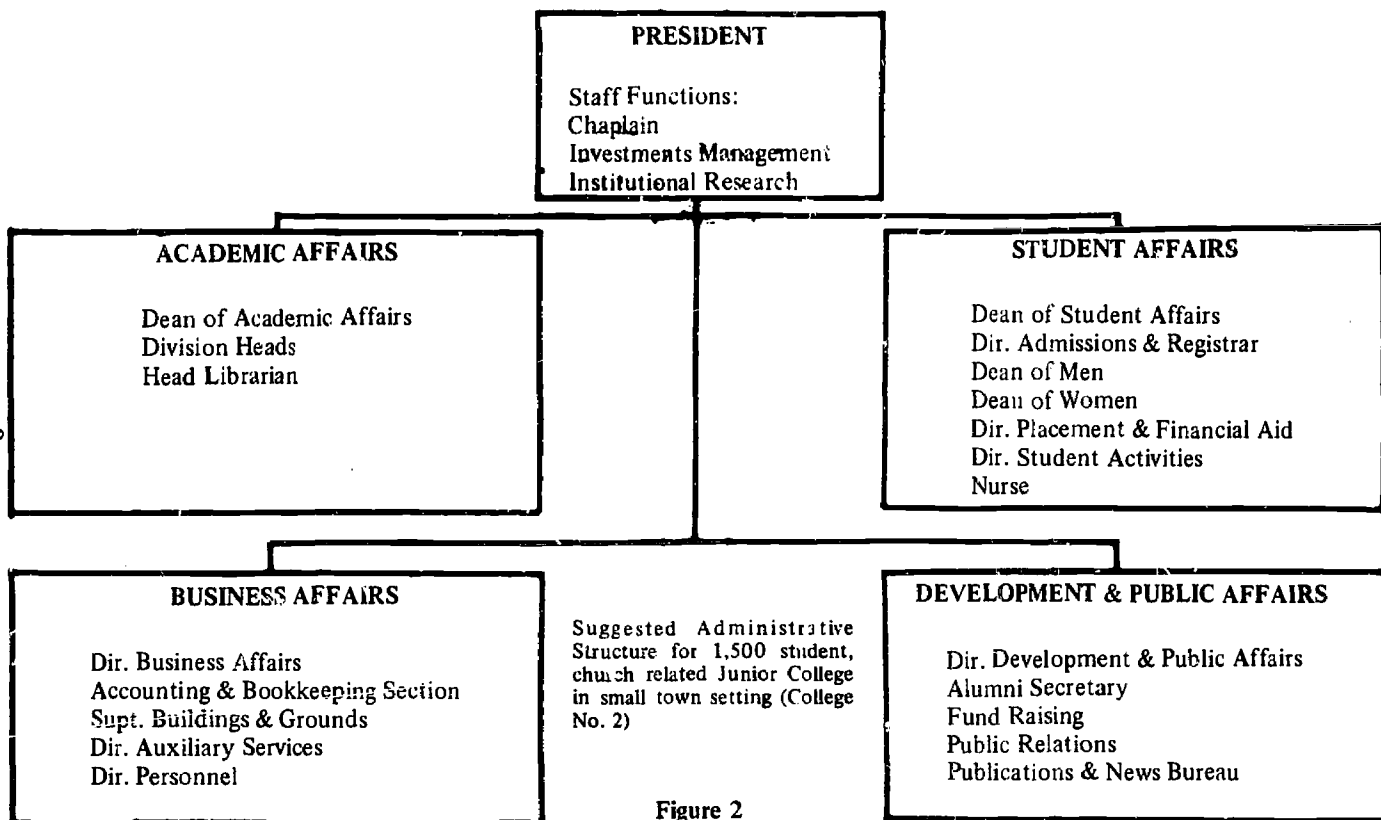 PRESIDENT
Staff Functions:
Chaplain
Investments Management
Institutional Research
ACADEMIC AFFAIRS
Dean of Academic Affairs
Division Heads
Head Librarian
STUDENT AFFAIRS
Dean of Student Affairs
Dir. Admissions & Registrar
Dean of Men
Dean of Women
Dir. Placement & Financial Aid
Dir. Student Activities
Nurse
BUSINESS AFFAIRS
Dir. Business Affairs
Accounting & Bookkeeping Section
Supt. Buildings & Grounds
Dir. Auxiliary Services
Dir. Personnel
Suggested Administrative
Structure for 1,500 student,
church related Junior College
in small town setting (College
No. 2)
DEVELOPMENT & PUBLIC AFFAIRS
Dir. Development & Public Affairs
Alumni Secretary
Fund Raising
Public Relations
Publications & News Bureau
Figure 2